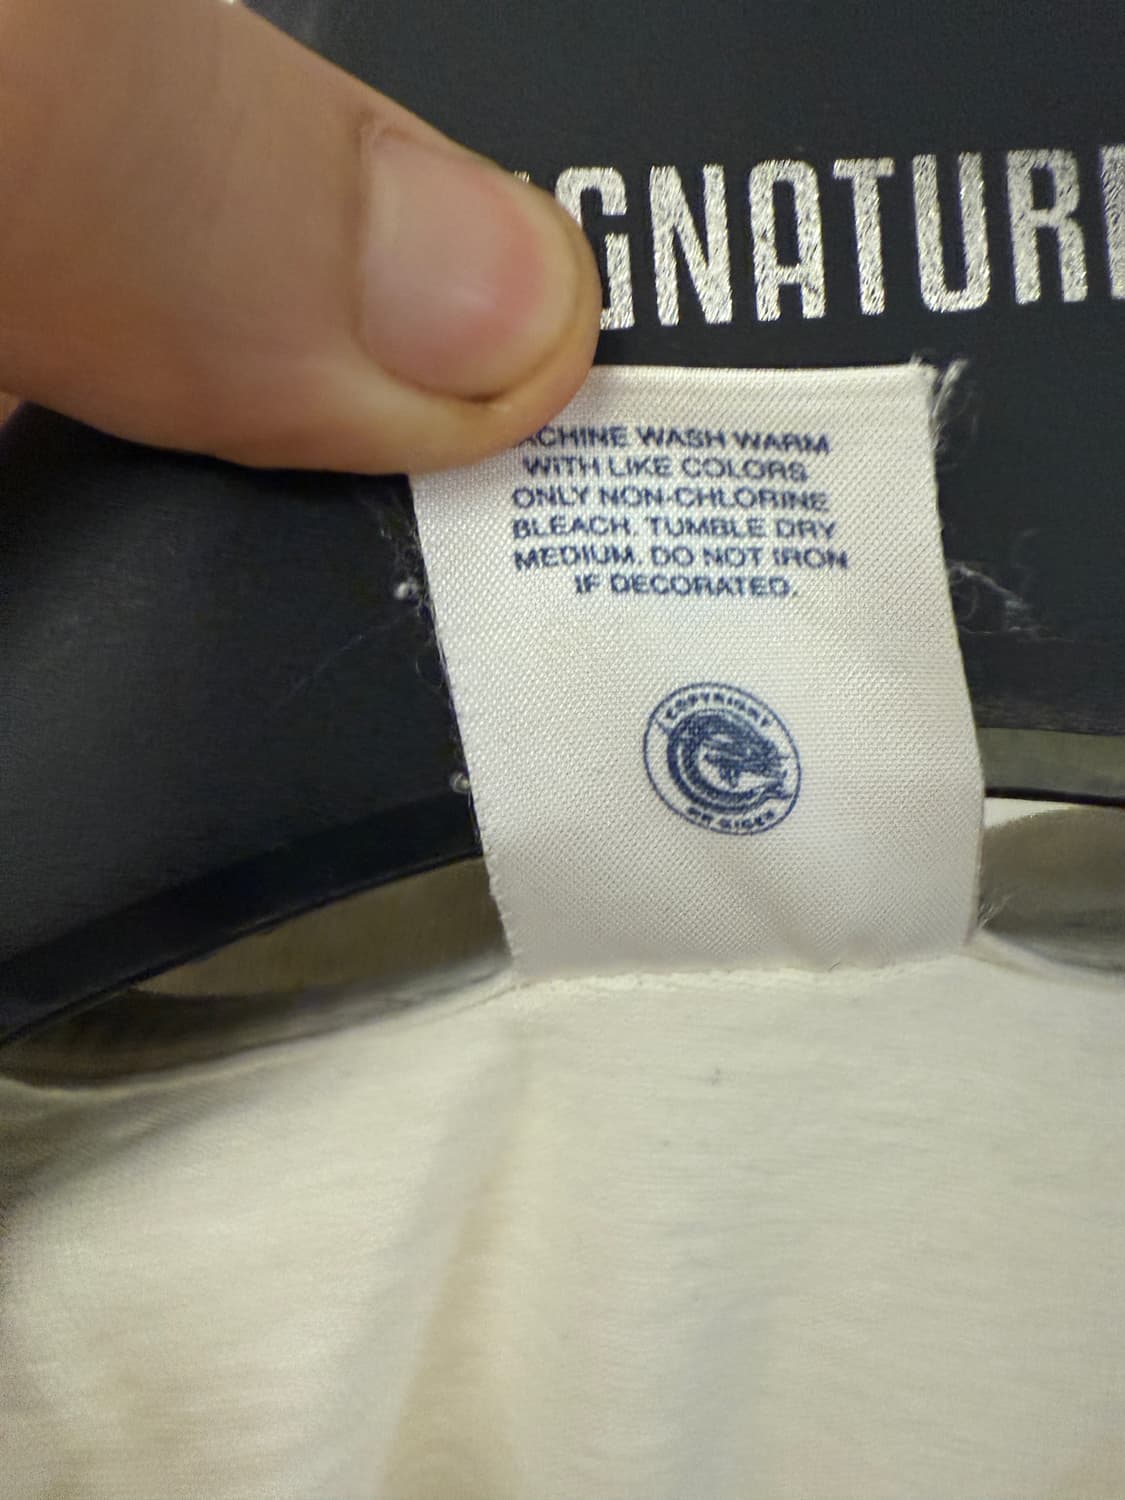 GNATUR
ACHINE WASH WARM
WITH LIKE COLORS
ONLY NON-CHLORINE
BLEACH. TUMBLE DRY
MEDIUM. DO NOT IRON
IF DECORATED.
COPYRIGHT